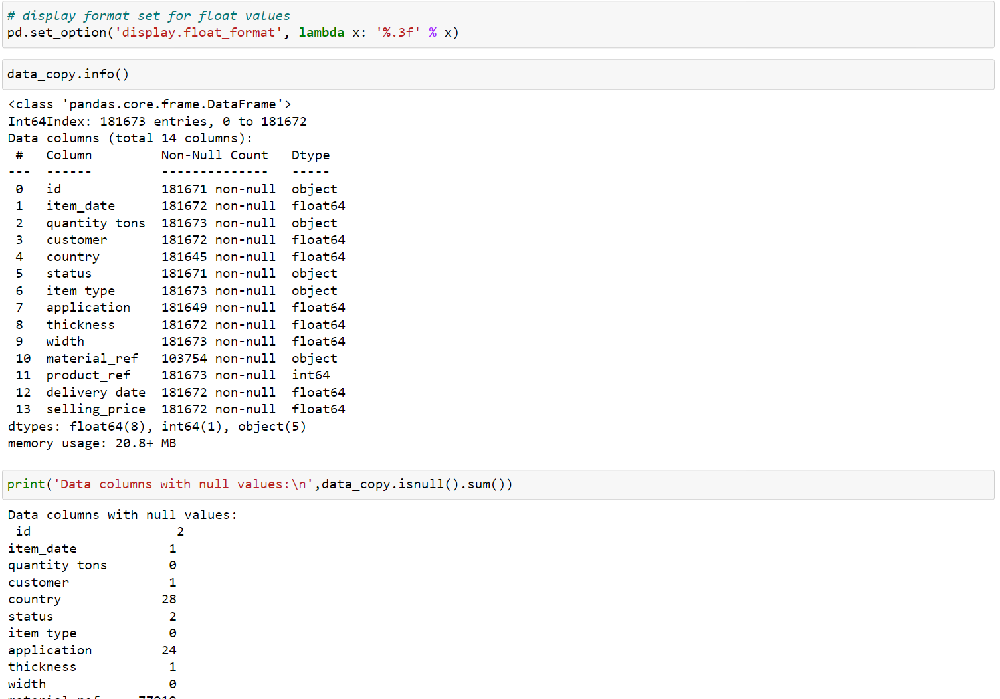 # display format set for float values
pd.set_option('display.float_format', lambda x: '%.3f' % x)
data_copy.info()
<class 'pandas.core.frame.DataFrame'>
Int64Index: 181673 entries, 0 to 181672
Data columns (total 14 columns):
 #   Column         Non-Null Count   Dtype
---  ------         --------------   -----
 0   id             181671 non-null  object
 1   item_date      181672 non-null  float64
 2   quantity tons  181673 non-null  object
 3   customer       181672 non-null  float64
 4   country        181645 non-null  float64
 5   status         181671 non-null  object
 6   item type      181673 non-null  object
 7   application    181649 non-null  float64
 8   thickness      181672 non-null  float64
 9   width          181673 non-null  float64
 10  material_ref   103754 non-null  object
 11  product_ref    181673 non-null  int64
 12  delivery date  181672 non-null  float64
 13  selling_price  181672 non-null  float64
dtypes: float64(8), int64(1), object(5)
memory usage: 20.8+ MB
print('Data columns with null values:\n',data_copy.isnull().sum())
Data columns with null values:
 id                   2
item_date            1
quantity tons        0
customer             1
country             28
status               2
item type            0
application         24
thickness            1
width                0
material_ref     77919